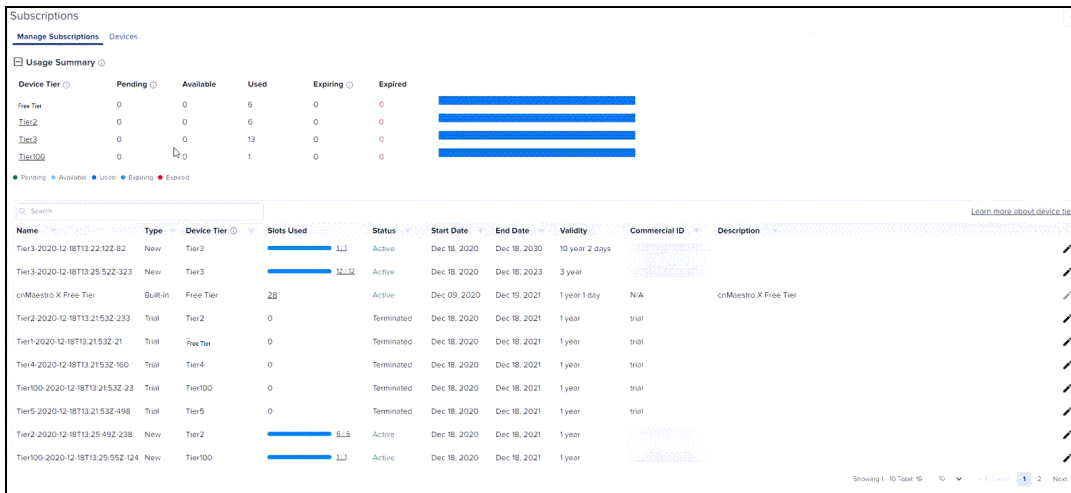 Subscriptions
Manage Subscriptions Devices
Usage Summary
Device Tier Pending Available Used Expiring Expired
Free Tier 0 0 6 0 0
Tier2 0 0 6 0 0
Tier3 0 0 13 0 0
Tier100 0 0 1 0 0
Pending Available Used Expiring Expired
Search
Learn more about device tie
Name Type Device Tier Slots Used Status Start Date End Date Validity Commercial ID Description
Tier3-2020-12-18T13:22:12Z-82 New Tier3 1 / 1 Active Dec 18, 2020 Dec 18, 2030 10 year 2 days
Tier3-2020-12-18T13:25:52Z-323 New Tier3 12 / 12 Active Dec 18, 2020 Dec 18, 2023 3 year
cnMaestro X Free Tier Built-in Free Tier 28 Active Dec 09, 2020 Dec 19, 2021 1 year 1 day N/A cnMaestro X Free Tier
Tier2-2020-12-18T13:21:53Z-233 Trial Tier2 0 Terminated Dec 18, 2020 Dec 18, 2021 1 year trial
Tier1-2020-12-18T13:21:53Z-21 Trial Free Tier 0 Terminated Dec 18, 2020 Dec 18, 2021 1 year trial
Tier4-2020-12-18T13:21:53Z-160 Trial Tier4 0 Terminated Dec 18, 2020 Dec 18, 2021 1 year trial
Tier100-2020-12-18T13:21:53Z-23 Trial Tier100 0 Terminated Dec 18, 2020 Dec 18, 2021 1 year trial
Tier5-2020-12-18T13:21:53Z-498 Trial Tier5 0 Terminated Dec 18, 2020 Dec 18, 2021 1 year trial
Tier2-2020-12-18T13:25:49Z-238 New Tier2 6 / 6 Active Dec 18, 2020 Dec 18, 2021 1 year
Tier100-2020-12-18T13:25:55Z-124 New Tier100 1 / 1 Active Dec 18, 2020 Dec 18, 2021 1 year
Showing 1 - 10 Total: 19 10 < Previous 1 2 Next